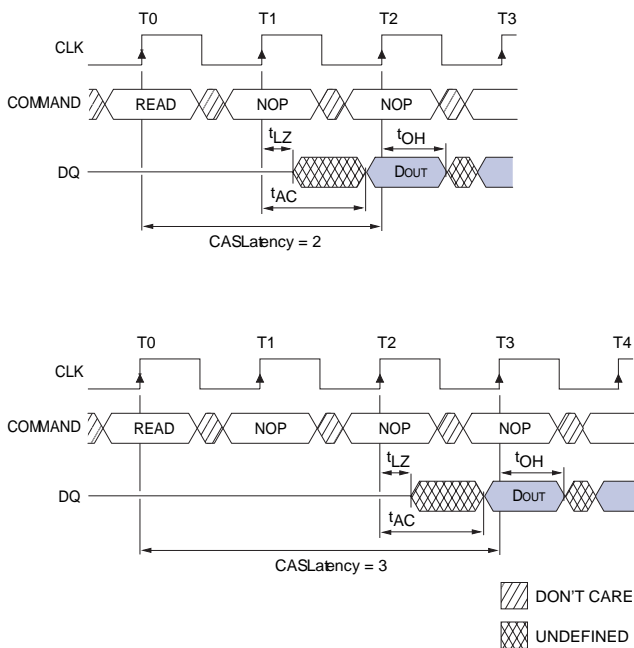 T0 T1 T2 T3
CLK
COMMAND READ NOP NOP
tLZ tOH
DQ DOUT
tAC
CASLatency = 2
T0 T1 T2 T3 T4
CLK
COMMAND READ NOP NOP NOP
tLZ tOH
DQ DOUT
tAC
CASLatency = 3
DON'T CARE
UNDEFINED